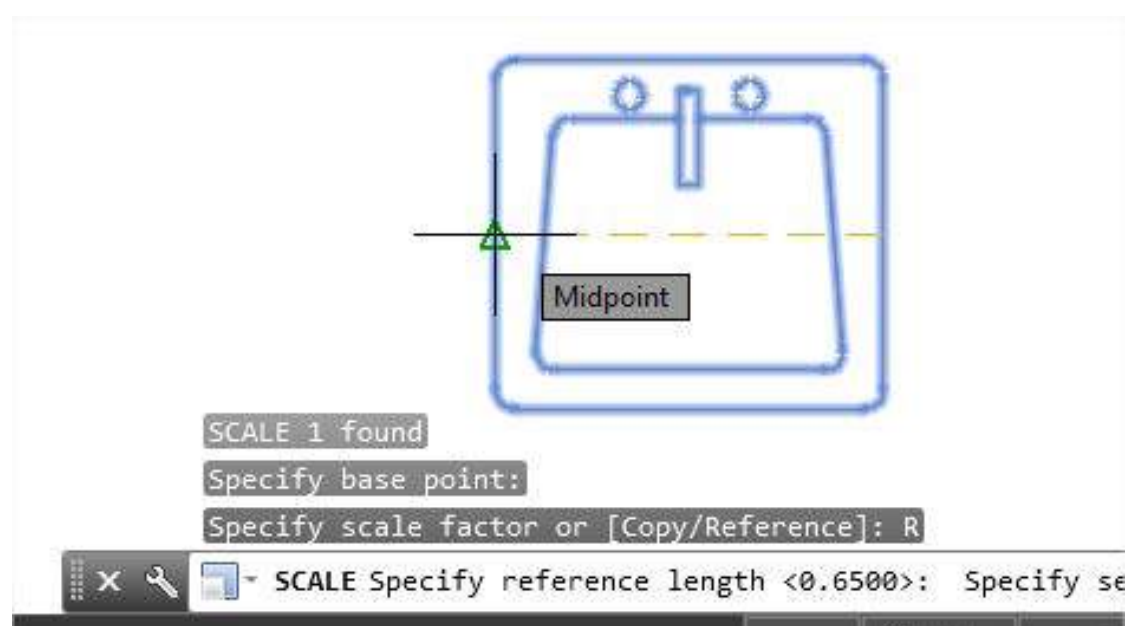 Midpoint
SCALE 1 found
Specify base point:
Specify scale factor or [Copy/Reference]: R
SCALE Specify reference length <0.6500>: Specify se